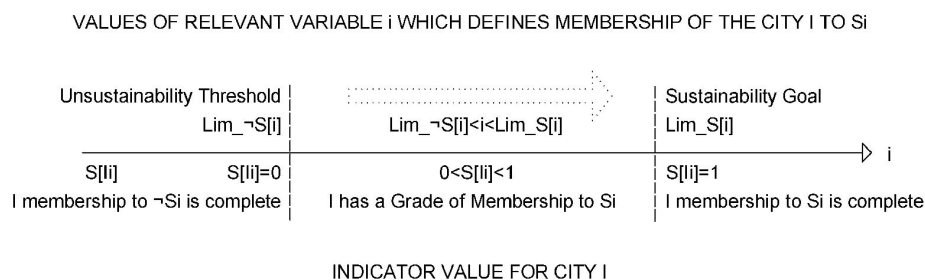 VALUES OF RELEVANT VARIABLE i WHICH DEFINES MEMBERSHIP OF THE CITY I TO Si
Unsustainability Threshold Sustainability Goal
Lim_¬S[i] Lim_¬S[i]<i<Lim_S[i] Lim_S[i]
i
S[Ii] S[Ii]=0 0<S[Ii]<1 S[Ii]=1
I membership to ¬Si is complete I has a Grade of Membership to Si I membership to Si is complete
INDICATOR VALUE FOR CITY I